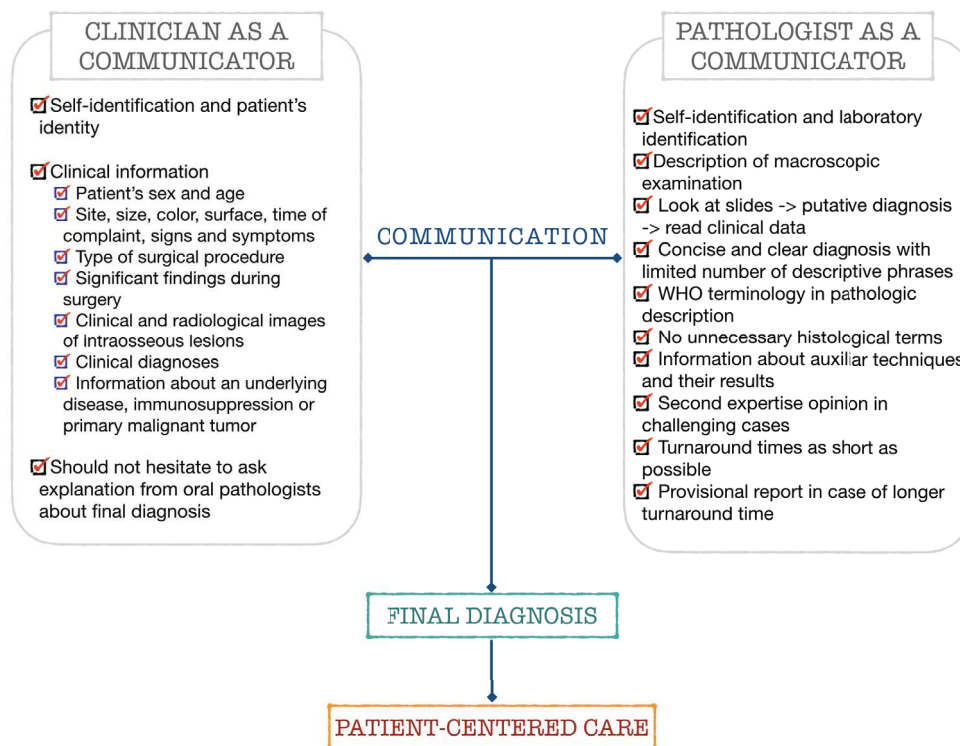 CLINICIAN AS A
COMMUNICATOR
Self-identification and patient's
identity
Clinical information
Patient's sex and age
Site, size, color, surface, time of
complaint, signs and symptoms
Type of surgical procedure
Significant findings during
surgery
Clinical and radiological images
of intraosseous lesions
Clinical diagnoses
Information about an underlying
disease, immunosuppression or
primary malignant tumor
Should not hesitate to ask
explanation from oral pathologists
about final diagnosis
COMMUNICATION
PATHOLOGIST AS A
COMMUNICATOR
Self-identification and laboratory
identification
Description of macroscopic
examination
Look at slides -> putative diagnosis
-> read clinical data
Concise and clear diagnosis with
limited number of descriptive phrases
WHO terminology in pathologic
description
No unnecessary histological terms
Information about auxiliar techniques
and their results
Second expertise opinion in
challenging cases
Turnaround times as short as
possible
Provisional report in case of longer
turnaround time
FINAL DIAGNOSIS
PATIENT-CENTERED CARE